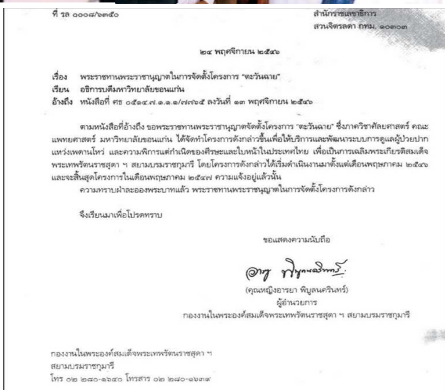 ที่ รล ๐๐๐๘/๖๓๕๐
สำนักราชเลขาธิการ
สวนจิตรลดา กทม. ๑๐๓๐๓
๒๔ พฤศจิกายน ๒๕๔๖
เรื่อง พระราชทานพระราชานุญาตในการจัดตั้งโครงการ "ตะวันฉาย"
เรียน อธิการบดีมหาวิทยาลัยขอนแก่น
อ้างถึง หนังสือที่ ศธ ๐๕๑๔.๗.๑.๑.๑/๗๗๖๕ ลงวันที่ ๑๓ พฤศจิกายน ๒๕๔๖
ตามหนังสือที่อ้างถึง ขอพระราชทานพระราชานุญาตจัดตั้งโครงการ "ตะวันฉาย" ซึ่งภาควิชาศัลยศาสตร์ คณะ
แพทยศาสตร์ มหาวิทยาลัยขอนแก่น ได้จัดทำโครงการดังกล่าวขึ้นเพื่อให้บริการและพัฒนาระบบการดูแลผู้ป่วยปาก
แหว่งเพดานโหว่ และความพิการแต่กำเนิดของศีรษะและใบหน้าในประเทศไทย เพื่อเป็นการเฉลิมพระเกียรติสมเด็จ
พระเทพรัตนราชสุดา ฯ สยามบรมราชกุมารี โดยโครงการดังกล่าวได้เริ่มดำเนินงานมาตั้งแต่เดือนพฤษภาคม ๒๕๔๖
และจะสิ้นสุดโครงการในเดือนพฤษภาคม ๒๕๔๗ ความแจ้งอยู่แล้วนั้น
ความทราบฝ่าละอองพระบาทแล้ว พระราชทานพระราชานุญาตในการจัดตั้งโครงการดังกล่าว
จึงเรียนมาเพื่อโปรดทราบ
ขอแสดงความนับถือ
(คุณหญิงอารยา พิบูลนครินทร์)
ผู้อำนวยการ
กองงานในพระองค์สมเด็จพระเทพรัตนราชสุดา ฯ สยามบรมราชกุมารี
กองงานในพระองค์สมเด็จพระเทพรัตนราชสุดา ฯ
สยามบรมราชกุมารี
โทร ๐๒ ๒๘๐-๑๖๔๐ โทรสาร ๐๒ ๒๘๐-๑๖๓๙